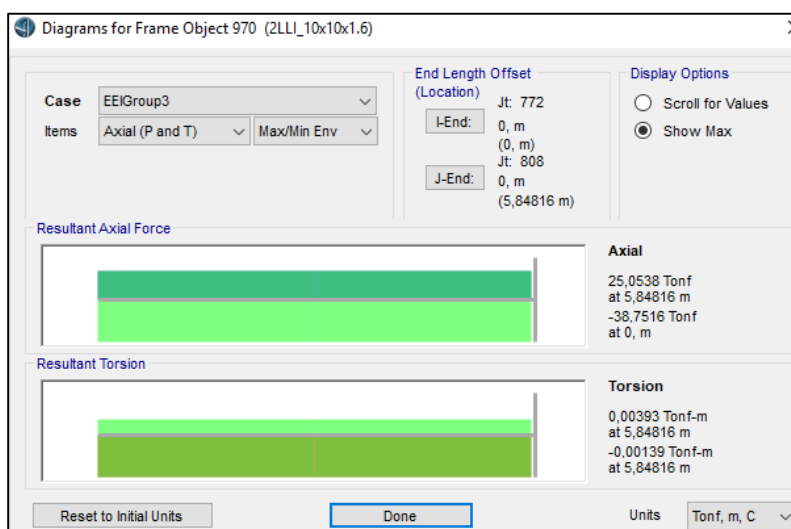 Diagrams for Frame Object 970 (2LLI_10x10x1.6)
Case EEIGroup3
Items Axial (P and T) Max/Min Env
End Length Offset
(Location)
I-End:
Jt: 772
0, m
(0, m)
J-End:
Jt: 808
0, m
(5,84816 m)
Display Options
Scroll for Values
Show Max
Resultant Axial Force
Axial
25,0538 Tonf
at 5,84816 m
-38,7516 Tonf
at 0, m
Resultant Torsion
Torsion
0,00393 Tonf-m
at 5,84816 m
-0,00139 Tonf-m
at 5,84816 m
Reset to Initial Units
Done
Units Tonf, m, C